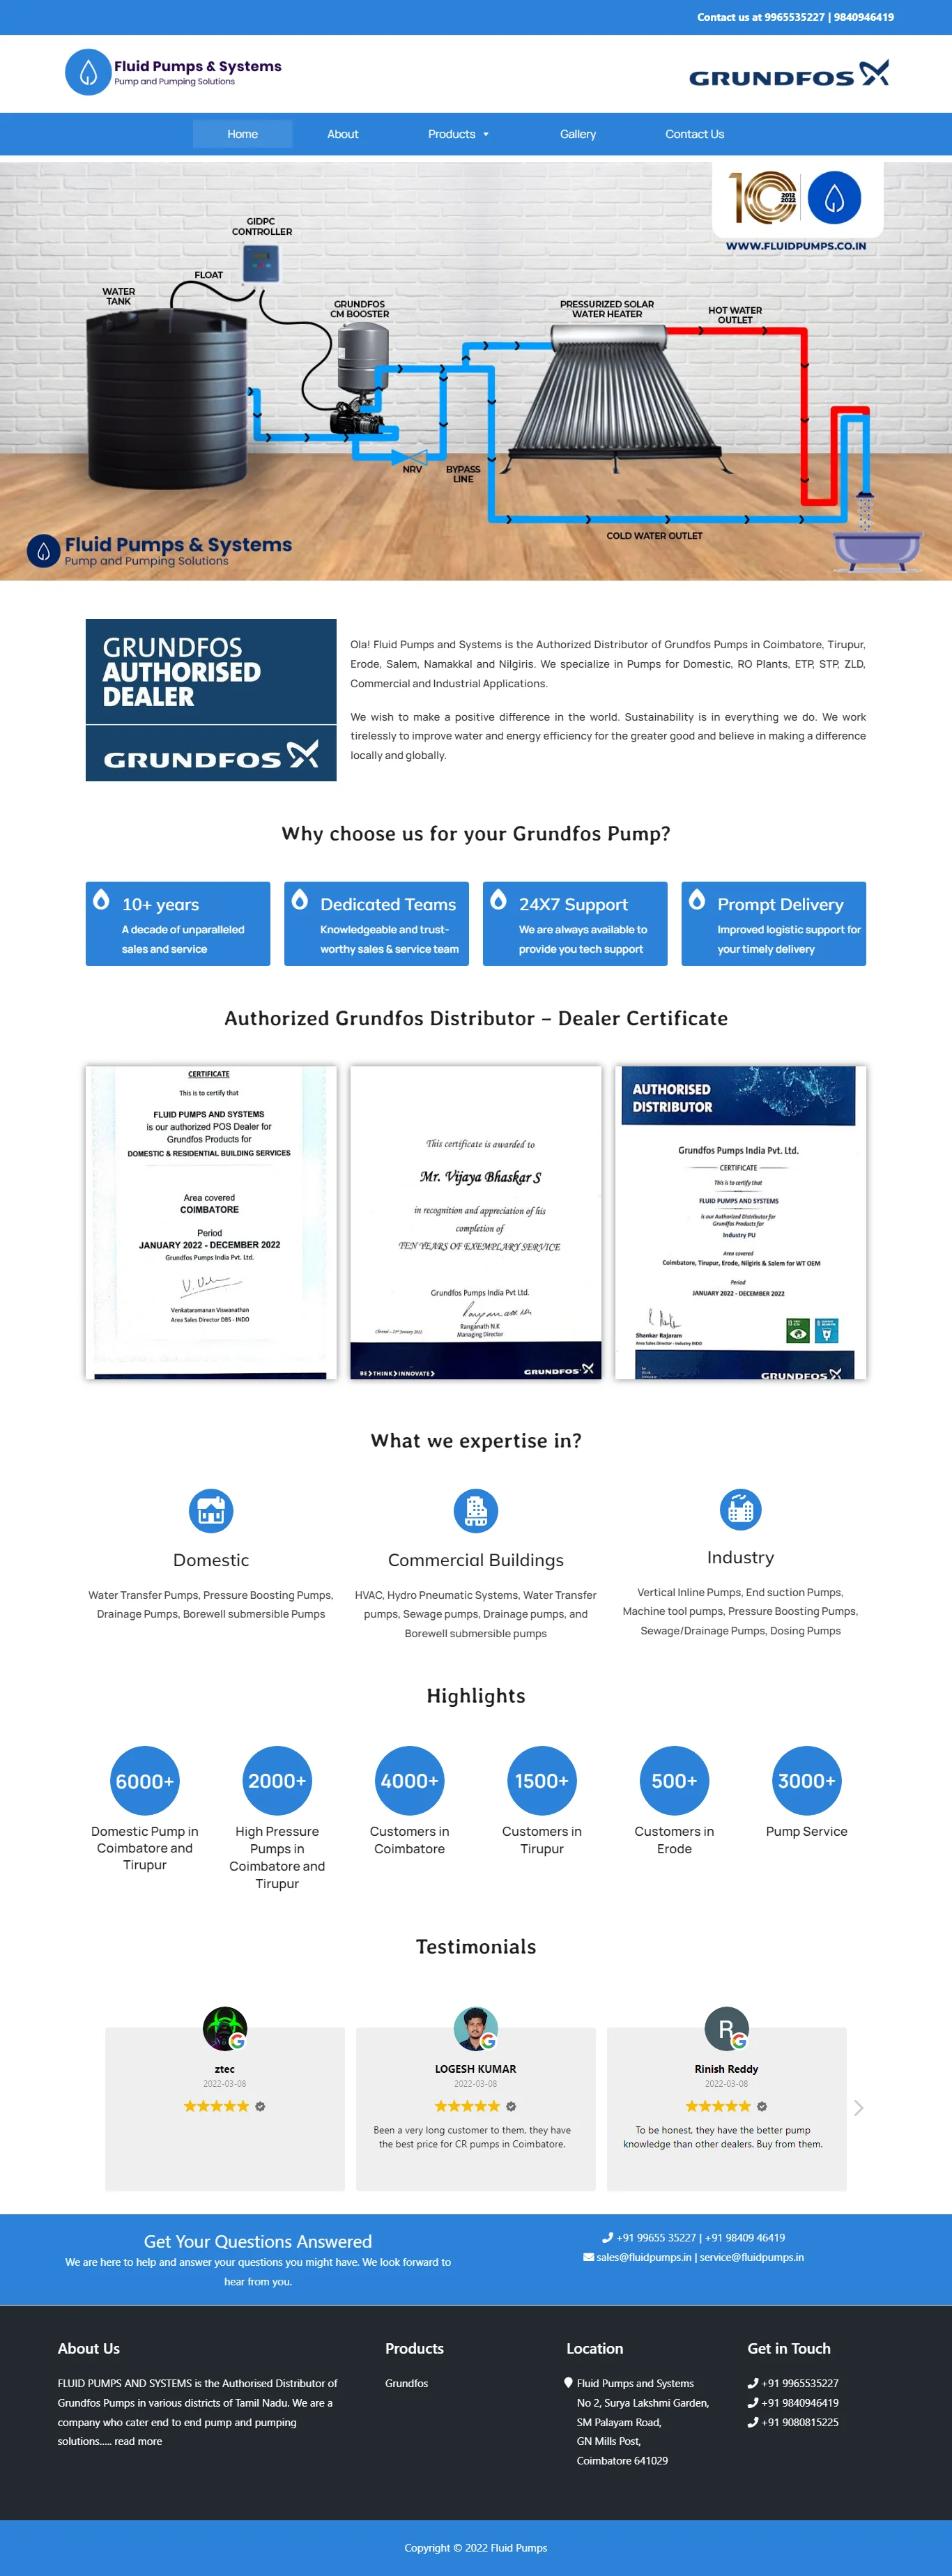 Contact us at 9965535227 | 9840946419
Fluid Pumps & Systems
Pump and Pumping Solutions
GRUNDFOS
Home
About
Products
Gallery
Contact Us
10
2012
2022
WWW.FLUIDPUMPS.CO.IN
GIDPC
CONTROLLER
FLOAT
WATER
TANK
GRUNDFOS
CM BOOSTER
PRESSURIZED SOLAR
WATER HEATER
HOT WATER
OUTLET
NRV
BYPASS
LINE
COLD WATER OUTLET
Fluid Pumps & Systems
Pump and Pumping Solutions
GRUNDFOS
AUTHORISED
DEALER
GRUNDFOS
Ola! Fluid Pumps and Systems is the Authorized Distributor of Grundfos Pumps in Coimbatore, Tirupur,
Erode, Salem, Namakkal and Nilgiris. We specialize in Pumps for Domestic, RO Plants, ETP, STP, ZLD,
Commercial and Industrial Applications.
We wish to make a positive difference in the world. Sustainability is in everything we do. We work
tirelessly to improve water and energy efficiency for the greater good and believe in making a difference
locally and globally.
Why choose us for your Grundfos Pump?
10+ years
A decade of unparalleled
sales and service
Dedicated Teams
Knowledgeable and trust-
worthy sales & service team
24X7 Support
We are always available to
provide you tech support
Prompt Delivery
Improved logistic support for
your timely delivery
Authorized Grundfos Distributor – Dealer Certificate
CERTIFICATE
This is to certify that
FLUID PUMPS AND SYSTEMS
is our authorized POS Dealer for
Grundfos Products for
DOMESTIC & RESIDENTIAL BUILDING SERVICES
Area covered
COIMBATORE
Period
JANUARY 2022 - DECEMBER 2022
Grundfos Pumps India Pvt. Ltd.
Venkataramanan Viswanathan
Area Sales Director DBS - INDO
This certificate is awarded to
Mr. Vijaya Bhaskar S
in recognition and appreciation of his
completion of
TEN YEARS OF EXEMPLARY SERVICE
Grundfos Pumps India Pvt. Ltd.
Ranganath N.K
Managing Director
BE > THINK > INNOVATE >
GRUNDFOS
AUTHORISED
DISTRIBUTOR
Grundfos Pumps India Pvt. Ltd.
CERTIFICATE
This is to certify that
FLUID PUMPS AND SYSTEMS
is our Authorized Distributor for
Grundfos Products for
Industry PU
Area covered
Coimbatore, Tirupur, Erode, Nilgiris & Salem for WT OEM
Period
JANUARY 2022 - DECEMBER 2022
Shankar Rajaram
Area Sales Director - Industry INDO
GRUNDFOS
What we expertise in?
Domestic
Water Transfer Pumps, Pressure Boosting Pumps,
Drainage Pumps, Borewell submersible Pumps
Commercial Buildings
HVAC, Hydro Pneumatic Systems, Water Transfer
pumps, Sewage pumps, Drainage pumps, and
Borewell submersible pumps
Industry
Vertical Inline Pumps, End suction Pumps,
Machine tool pumps, Pressure Boosting Pumps,
Sewage/Drainage Pumps, Dosing Pumps
Highlights
6000+
Domestic Pump in
Coimbatore and
Tirupur
2000+
High Pressure
Pumps in
Coimbatore and
Tirupur
4000+
Customers in
Coimbatore
1500+
Customers in
Tirupur
500+
Customers in
Erode
3000+
Pump Service
Testimonials
ztec
2022-03-08
LOGESH KUMAR
2022-03-08
Been a very long customer to them, they have
the best price for CR pumps in Coimbatore.
R
Rinish Reddy
2022-03-08
To be honest, they have the better pump
knowledge than other dealers. Buy from them.
Get Your Questions Answered
We are here to help and answer your questions you might have. We look forward to
hear from you.
+91 99655 35227 | +91 98409 46419
sales@fluidpumps.in | service@fluidpumps.in
About Us
FLUID PUMPS AND SYSTEMS is the Authorised Distributor of
Grundfos Pumps in various districts of Tamil Nadu. We are a
company who cater end to end pump and pumping
solutions..... read more
Products
Grundfos
Location
Fluid Pumps and Systems
No 2, Surya Lakshmi Garden,
SM Palayam Road,
GN Mills Post,
Coimbatore 641029
Get in Touch
+91 9965535227
+91 9840946419
+91 9080815225
Copyright © 2022 Fluid Pumps